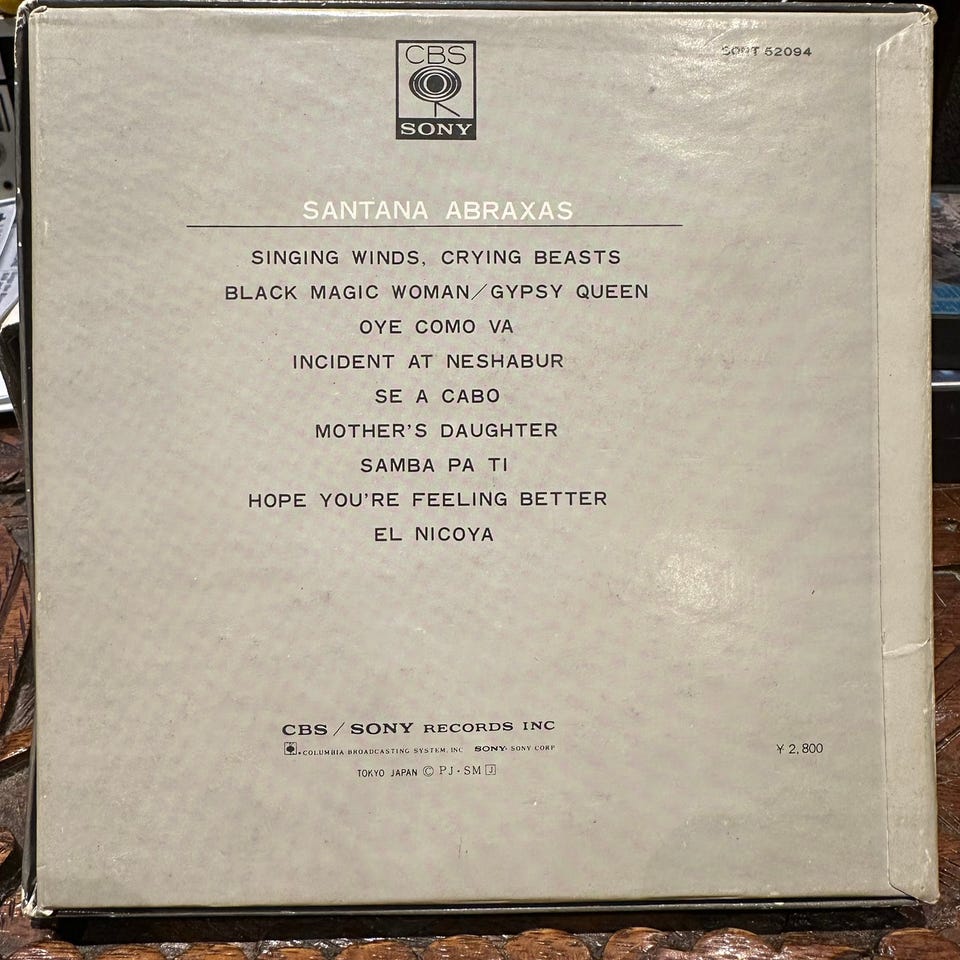 CBS
SONY
SONT 52094
SANTANA ABRAXAS
SINGING WINDS, CRYING BEASTS
BLACK MAGIC WOMAN/GYPSY QUEEN
OYE COMO VA
INCIDENT AT NESHABUR
SE A CABO
MOTHER'S DAUGHTER
SAMBA PA TI
HOPE YOU'RE FEELING BETTER
EL NICOYA
CBS / SONY RECORDS INC
COLUMBIA BROADCASTING SYSTEM, INC SONY· SONY CORP
¥ 2,800
TOKYO JAPAN © PJ·SM J